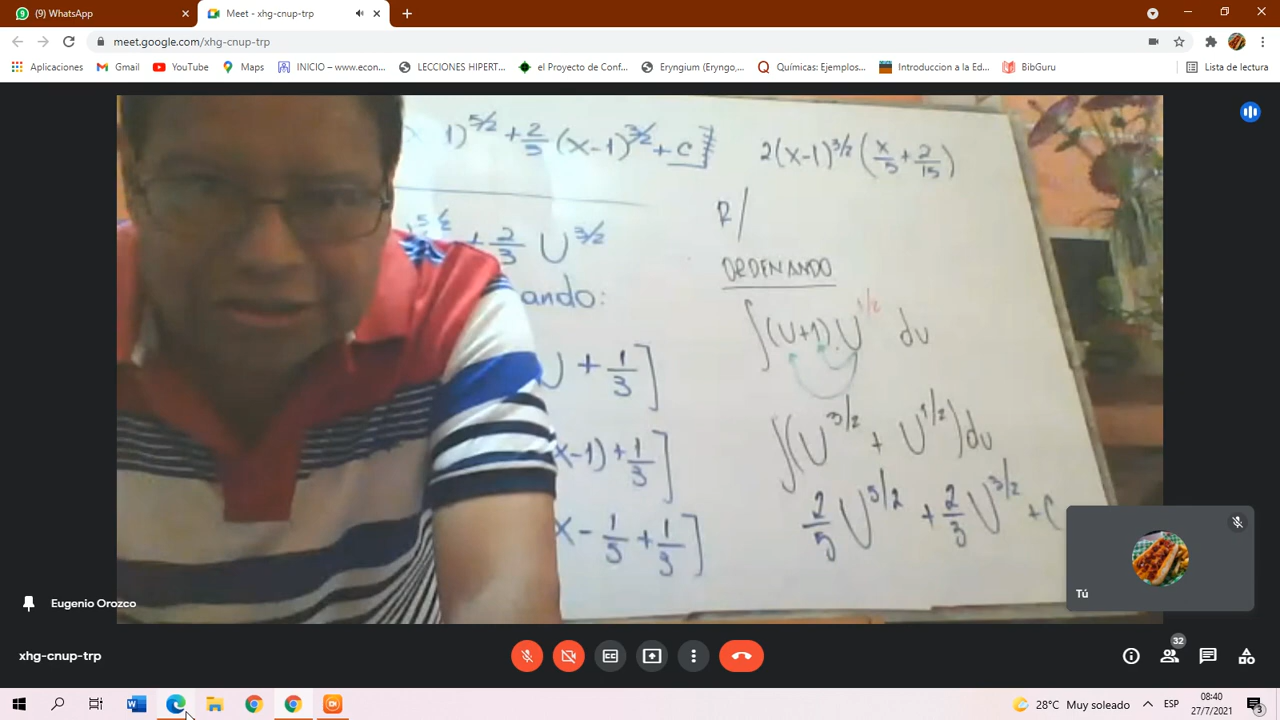 (9) WhatsApp
Meet - xhg-cnup-trp
meet.google.com/xhg-cnup-trp
Aplicaciones
Gmail
YouTube
Maps
INICIO – www.econ...
LECCIONES HIPERT...
el Proyecto de Conf...
Eryngium (Eryngo,...
Químicas: Ejemplos...
Introduccion a la Ed...
BibGuru
Lista de lectura
1)^5/2 + 2/3 (x-1)^3/2 + C
U^5/2 + 2/3 U^3/2
ando:
U + 1/3 ]
x-1) + 1/3 ]
x - 1/5 + 1/3 ]
2(x-1)^3/2 (x/5 + 2/15)
R/
ORDENANDO
∫(U+1).U^1/2 du
∫(U^3/2 + U^1/2)du
2/5 U^5/2 + 2/3 U^3/2 + C
Tú
Eugenio Orozco
xhg-cnup-trp
32
28°C Muy soleado
ESP
08:40
27/7/2021
3